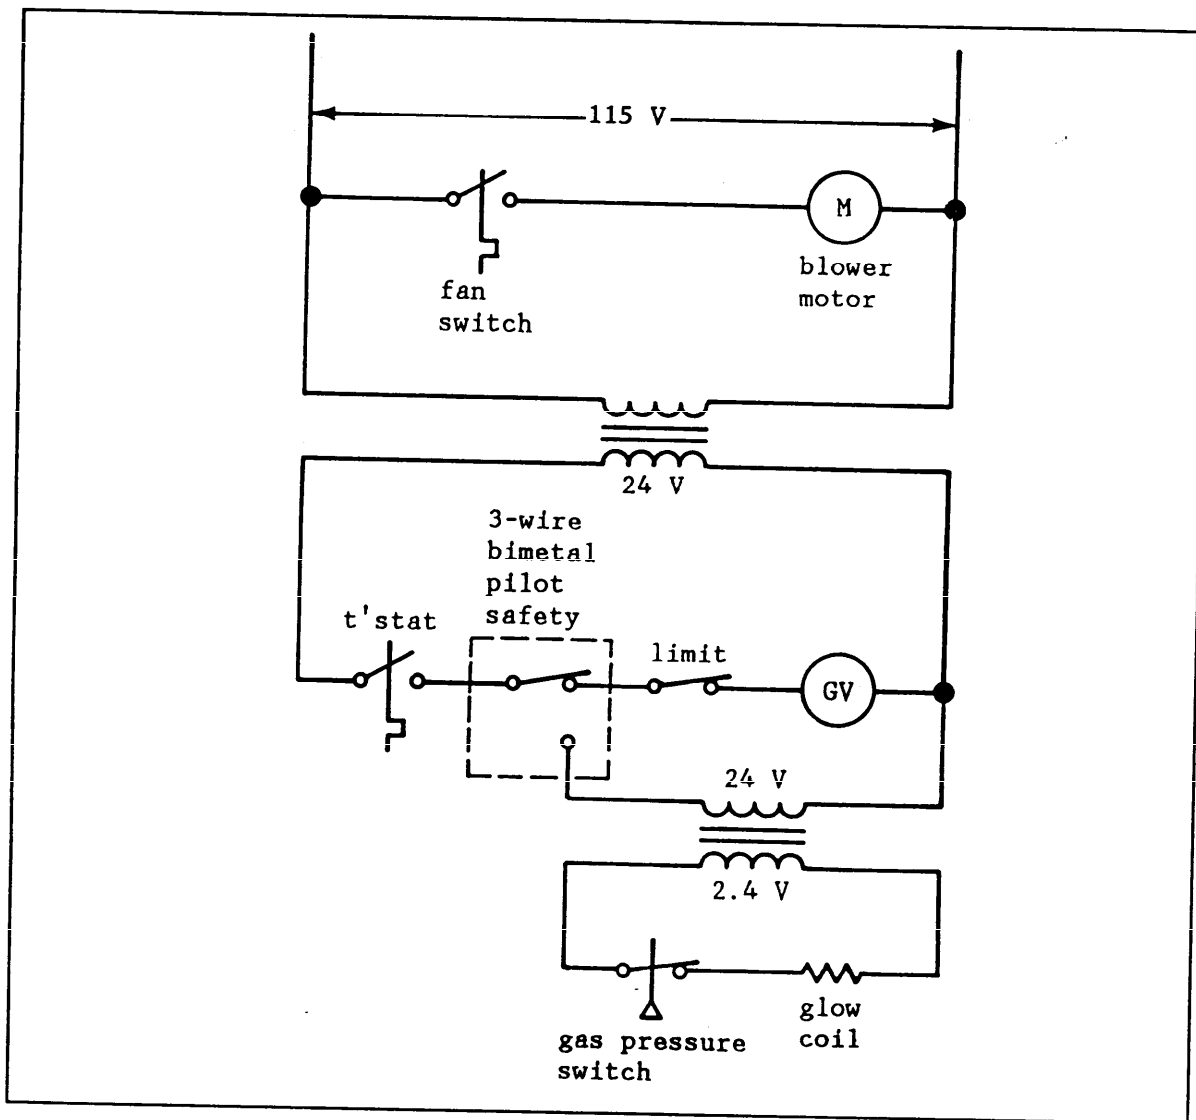 115 V
M
blower
motor
fan
switch
24 V
3-wire
bimetal
pilot
safety
t'stat
limit
GV
24 V
2.4 V
glow
coil
gas pressure
switch